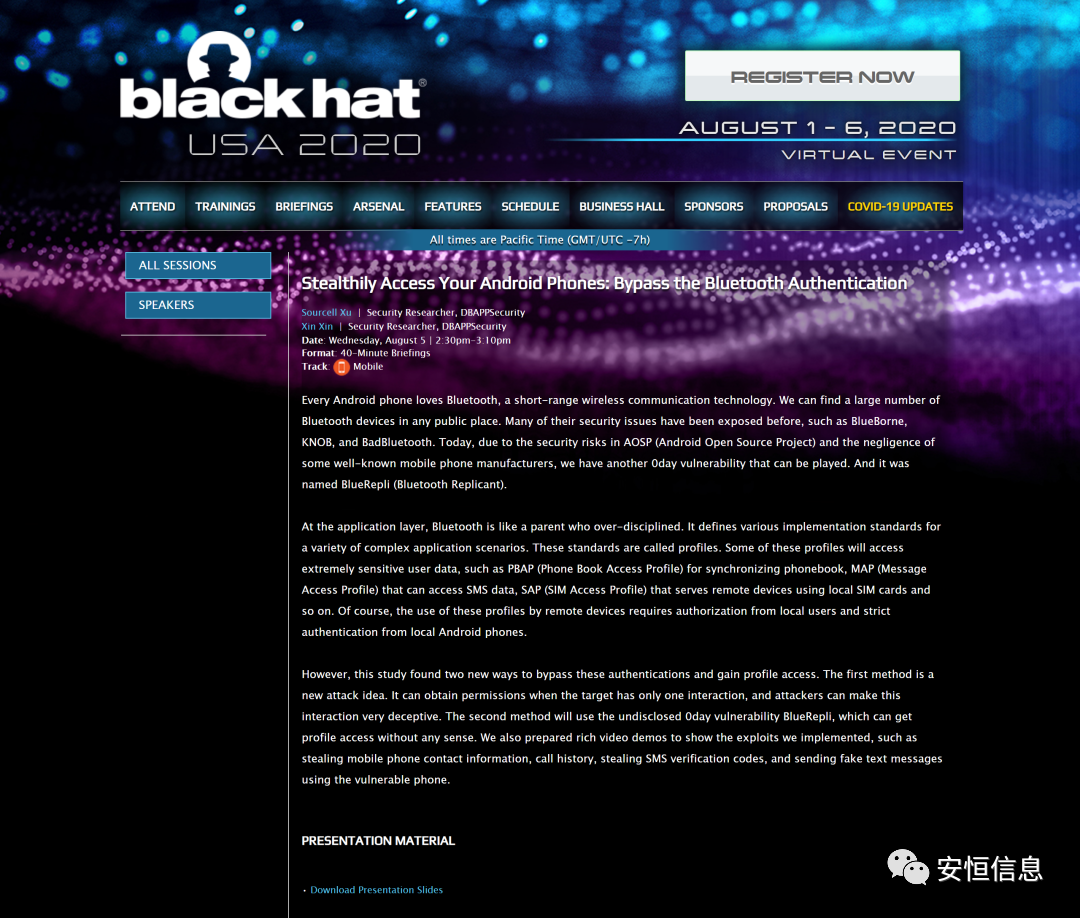 black hat®
USA 2020
REGISTER NOW
AUGUST 1 - 6, 2020
VIRTUAL EVENT
ATTEND TRAININGS BRIEFINGS ARSENAL FEATURES SCHEDULE BUSINESS HALL SPONSORS PROPOSALS COVID-19 UPDATES
All times are Pacific Time (GMT/UTC -7h)
ALL SESSIONS
SPEAKERS
Stealthily Access Your Android Phones: Bypass the Bluetooth Authentication
Sourcell Xu | Security Researcher, DBAPPSecurity
Xin Xin | Security Researcher, DBAPPSecurity
Date: Wednesday, August 5 | 2:30pm-3:10pm
Format: 40-Minute Briefings
Track: Mobile
Every Android phone loves Bluetooth, a short-range wireless communication technology. We can find a large number of
Bluetooth devices in any public place. Many of their security issues have been exposed before, such as BlueBorne,
KNOB, and BadBluetooth. Today, due to the security risks in AOSP (Android Open Source Project) and the negligence of
some well-known mobile phone manufacturers, we have another 0day vulnerability that can be played. And it was
named BlueRepli (Bluetooth Replicant).
At the application layer, Bluetooth is like a parent who over-disciplined. It defines various implementation standards for
a variety of complex application scenarios. These standards are called profiles. Some of these profiles will access
extremely sensitive user data, such as PBAP (Phone Book Access Profile) for synchronizing phonebook, MAP (Message
Access Profile) that can access SMS data, SAP (SIM Access Profile) that serves remote devices using local SIM cards and
so on. Of course, the use of these profiles by remote devices requires authorization from local users and strict
authentication from local Android phones.
However, this study found two new ways to bypass these authentications and gain profile access. The first method is a
new attack idea. It can obtain permissions when the target has only one interaction, and attackers can make this
interaction very deceptive. The second method will use the undisclosed 0day vulnerability BlueRepli, which can get
profile access without any sense. We also prepared rich video demos to show the exploits we implemented, such as
stealing mobile phone contact information, call history, stealing SMS verification codes, and sending fake text messages
using the vulnerable phone.
PRESENTATION MATERIAL
• Download Presentation Slides
安恒信息